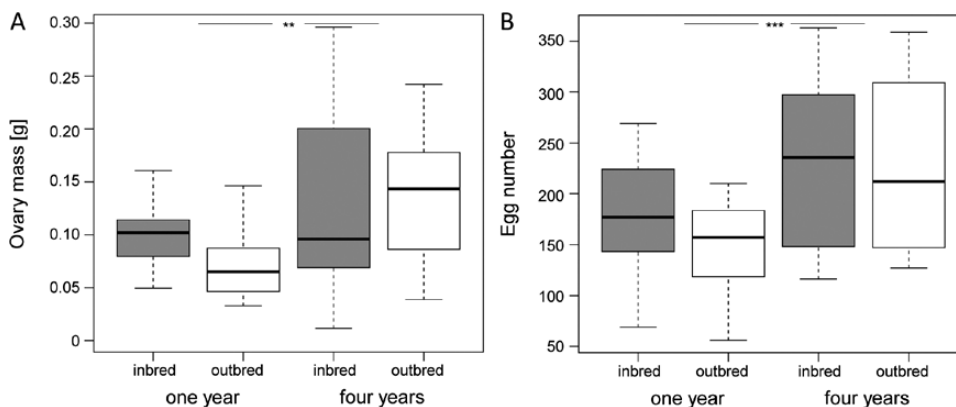 A
**
Ovary mass [g]
0.30
0.25
0.20
0.15
0.10
0.05
0
inbred outbred inbred outbred
one year four years
B
***
Egg number
350
300
250
200
150
100
50
inbred outbred inbred outbred
one year four years